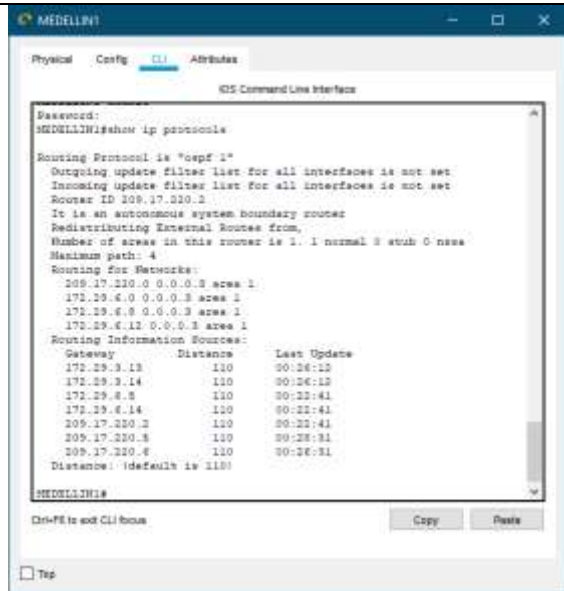 MEDELLIN1
Physical Config CLI Attributes
IOS Command Line Interface
Password:
MEDELLIN1#show ip protocols
Routing Protocol is "ospf 1"
Outgoing update filter list for all interfaces is not set
Incoming update filter list for all interfaces is not set
Router ID 209.17.220.2
It is an autonomous system boundary router
Redistributing External Routes from,
Number of areas in this router is 1. 1 normal 0 stub 0 nssa
Maximum path: 4
Routing for Networks:
209.17.220.0 0.0.0.3 area 1
172.29.6.0 0.0.0.3 area 1
172.29.6.8 0.0.0.3 area 1
172.29.6.12 0.0.0.3 area 1
Routing Information Sources:
Gateway Distance Last Update
172.29.3.13 110 00:26:12
172.29.3.14 110 00:26:12
172.29.6.5 110 00:22:41
172.29.6.14 110 00:22:41
209.17.220.2 110 00:22:41
209.17.220.5 110
209.17.220.6 110
Distance: (default is 110)
MEDELLIN1#
Ctrl+F6 to exit CLI focus
Copy Paste
Top